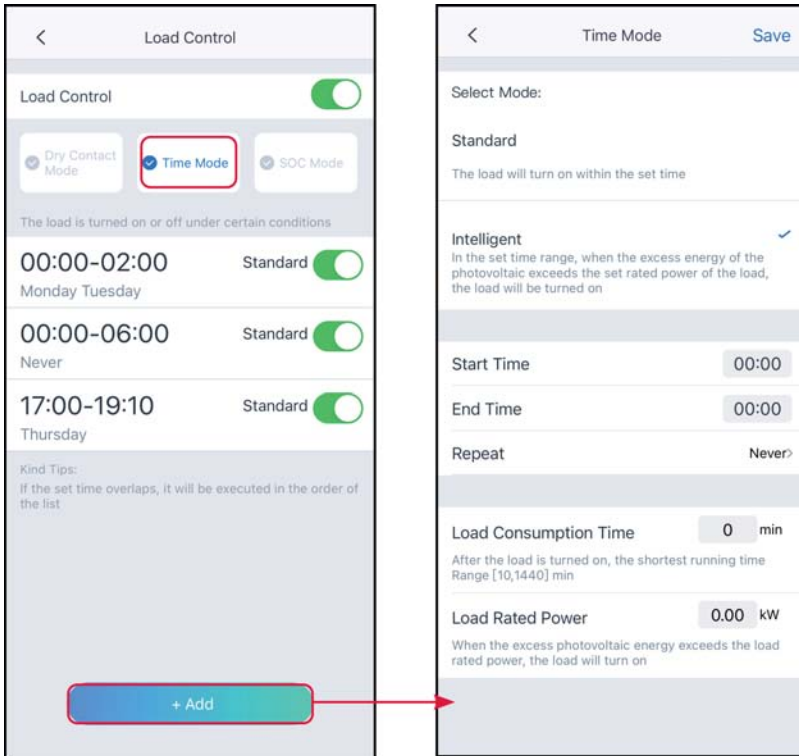 Load Control
Load Control
Dry Contact
Mode
Time Mode
SOC Mode
The load is turned on or off under certain conditions
00:00-02:00 Standard
Monday Tuesday
00:00-06:00 Standard
Never
17:00-19:10 Standard
Thursday
Kind Tips:
If the set time overlaps, it will be executed in the order of
the list
+ Add
Time Mode Save
Select Mode:
Standard
The load will turn on within the set time
Intelligent
In the set time range, when the excess energy of the
photovoltaic exceeds the set rated power of the load,
the load will be turned on
Start Time 00:00
End Time 00:00
Repeat Never
Load Consumption Time 0 min
After the load is turned on, the shortest running time
Range [10,1440] min
Load Rated Power 0.00 kW
When the excess photovoltaic energy exceeds the load
rated power, the load will turn on